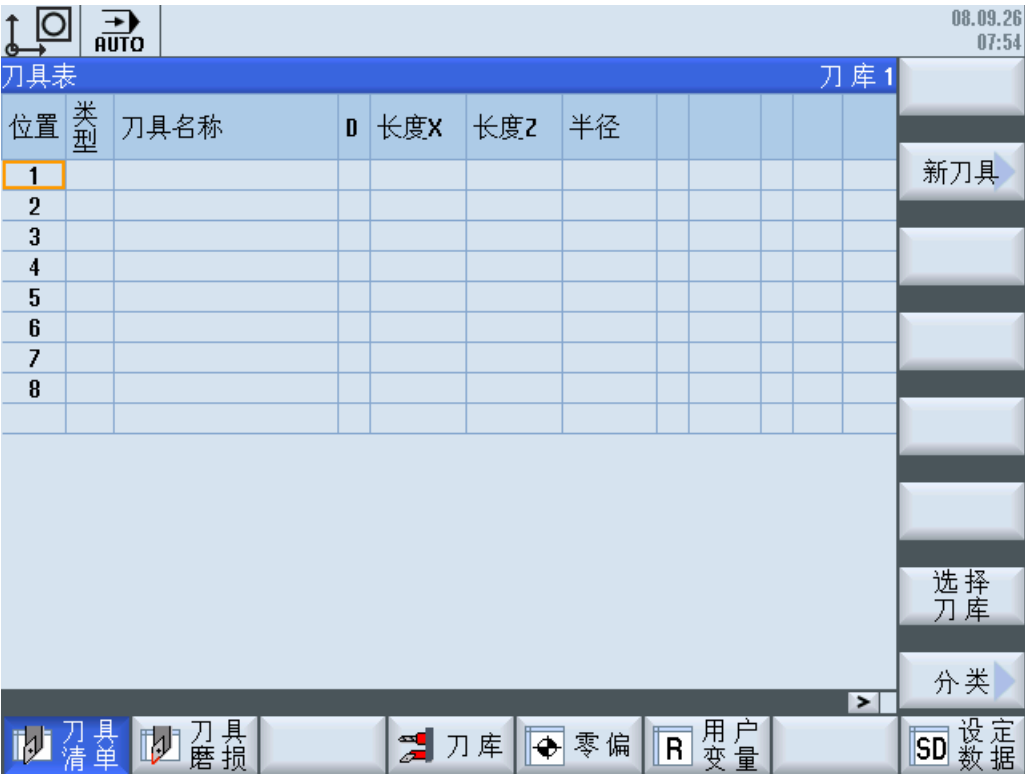 08.09.26
AUTO
07:54
刀具表
刀库 1
位置 类型 刀具名称 D 长度X 长度Z 半径
1
新刀具
2
3
4
5
6
7
8
选择
刀库
分类
>
刀具
清单
刀具
磨损
刀库
零偏
R 用户
变量
SD 设定
数据